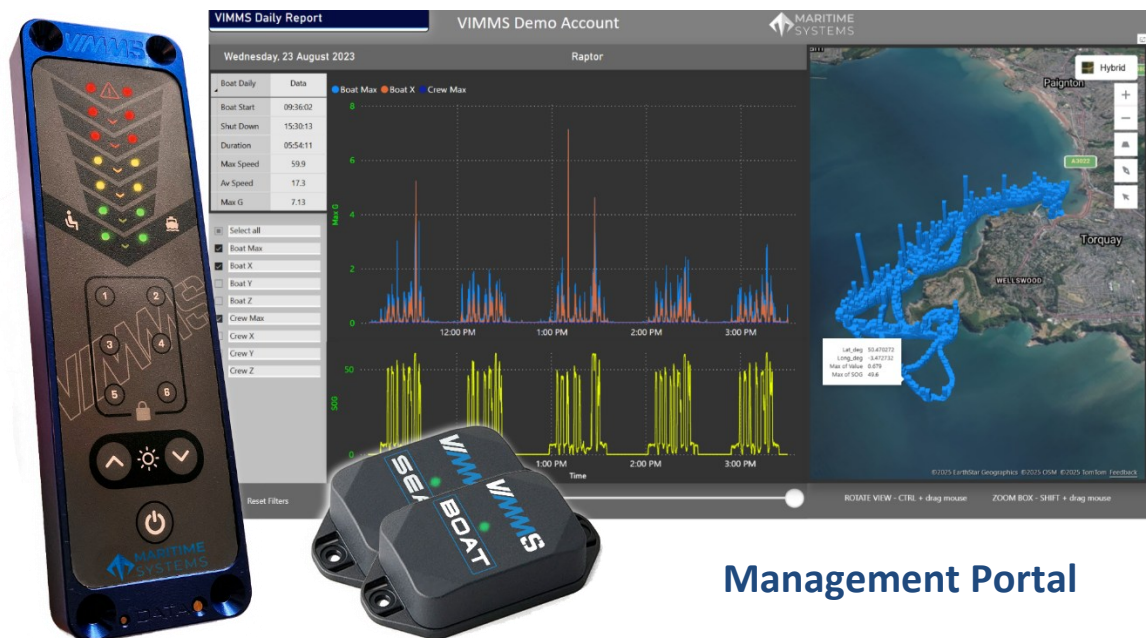 VIMMS
1 2
3 4
5 6
VIMMS
MARITIME
SYSTEMS
DATA
VIMMS Daily Report
VIMMS Demo Account
MARITIME
SYSTEMS
Wednesday, 23 August 2023
Raptor
Boat Daily Data
Boat Start 09:36:02
Shut Down 15:30:13
Duration 05:54:11
Max Speed 59.9
Av Speed 17.3
Max G 7.13
Select all
Boat Max
Boat X
Boat Y
Boat Z
Crew Max
Crew X
Crew Y
Crew Z
Reset Filters
Boat Max Boat X Crew Max
Max G
8
6
4
2
0
12:00 PM 1:00 PM 2:00 PM 3:00 PM
SOG
50
0
1:00 PM 2:00 PM 3:00 PM
Time
Hybrid
Paignton
A3022
Torquay
WELLSWOOD
Lat_deg 50.470272
Long_deg -3.472732
Max of Value 0.679
Max of SOG 49.6
©2025 EarthStar Geographics ©2025 OSM ©2025 TomTom Feedback
ROTATE VIEW - CTRL + drag mouse ZOOM BOX - SHIFT + drag mouse
VIMM
SEA
VIMMS
BOAT
Management Portal